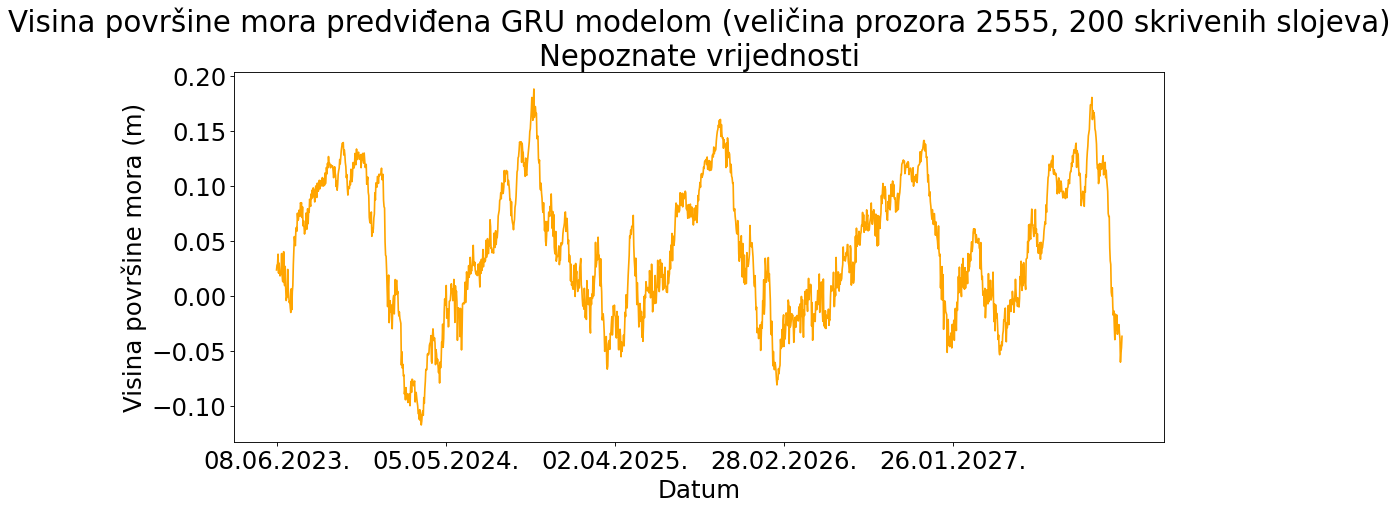 Visina površine mora predviđena GRU modelom (veličina prozora 2555, 200 skrivenih slojeva)
Nepoznate vrijednosti
Visina površine mora (m)
0.20
0.15
0.10
0.05
0.00
−0.05
−0.10
08.06.2023. 05.05.2024. 02.04.2025. 28.02.2026. 26.01.2027.
Datum